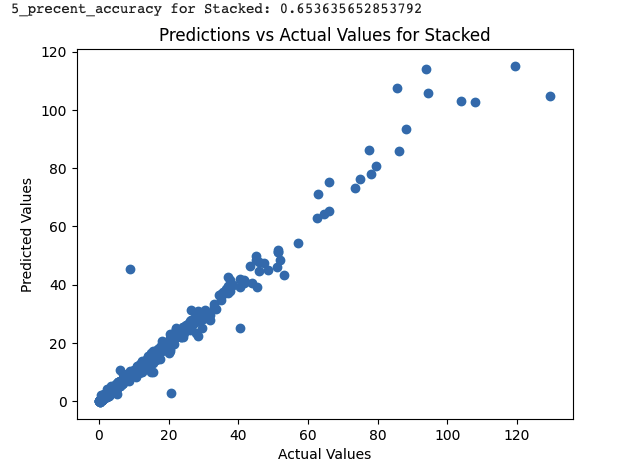 5_precent_accuracy for Stacked: 0.653635652853792
Predictions vs Actual Values for Stacked
120
100
80
60
40
20
0
Predicted Values
0 20 40 60 80 100 120
Actual Values